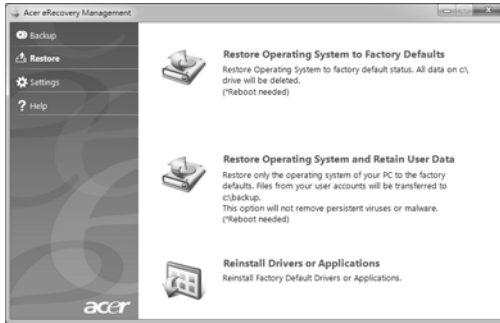 Acer eRecovery Management
Backup
Restore
Settings
? Help
Restore Operating System to Factory Defaults
Restore Operating System to factory default status. All data on c:\
drive will be deleted.
(*Reboot needed)
Restore Operating System and Retain User Data
Restore only the operating system of your PC to the factory
defaults. Files from your user accounts will be transferred to
c:\backup.
This option will not remove persistent viruses or malware.
(*Reboot needed)
Reinstall Drivers or Applications
Reinstall Factory Default Drivers or Applications.
acer